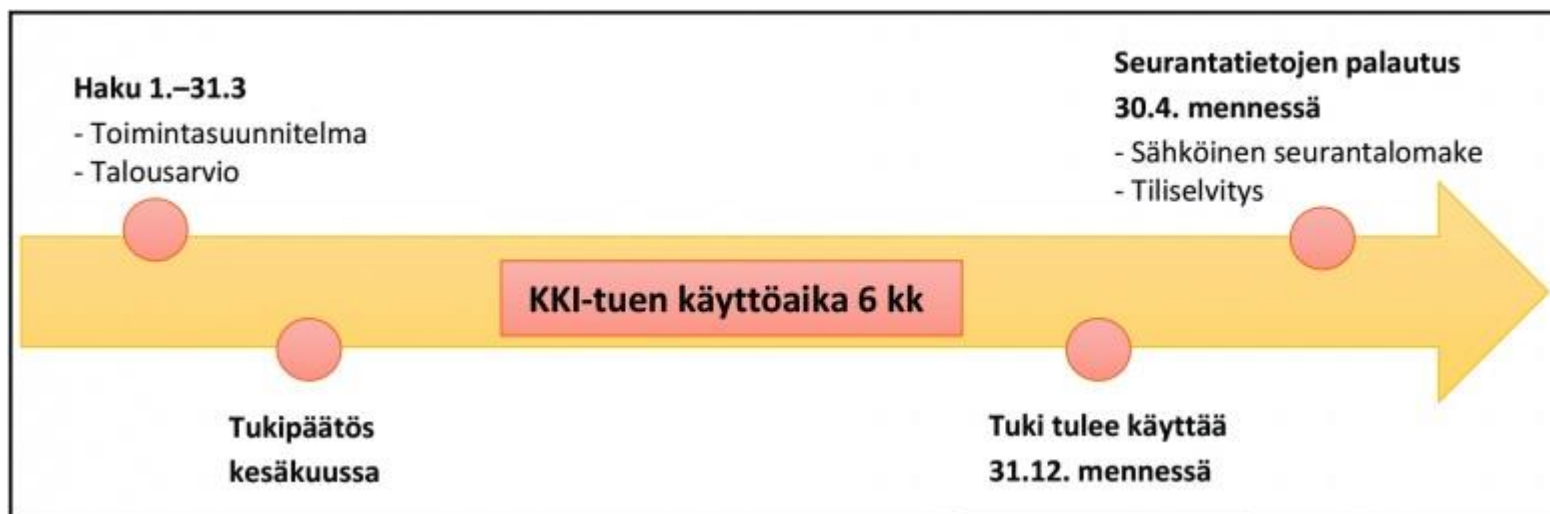 Haku 1.–31.3
- Toimintasuunnitelma
- Talousarvio
Seurantatietojen palautus
30.4. mennessä
- Sähköinen seurantalomake
- Tiliselvitys
KKI-tuen käyttöaika 6 kk
Tukipäätös
kesäkuussa
Tuki tulee käyttää
31.12. mennessä